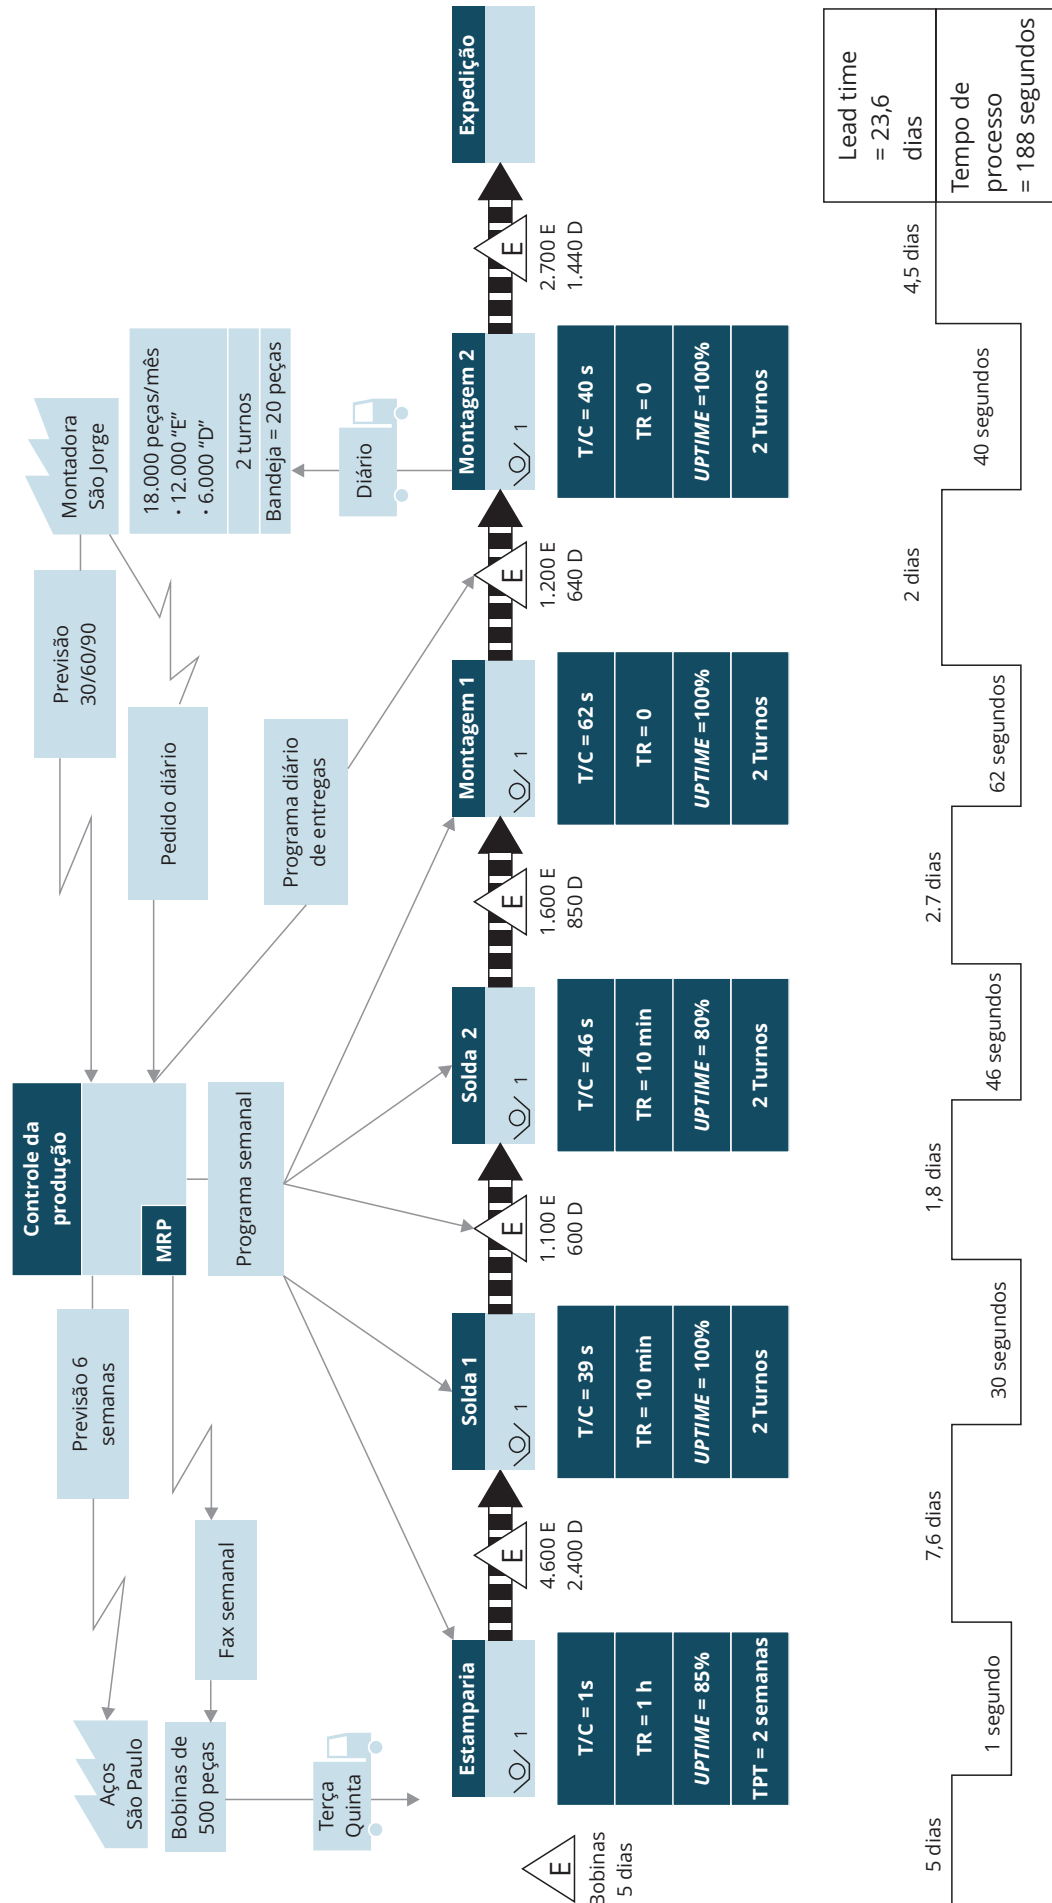 Aços
São Paulo
Bobinas de
500 peças
Terça
Quinta
Previsão 6
semanas
Fax semanal
Controle da
produção
MRP
Programa semanal
Previsão
30/60/90
Pedido diário
Programa diário
de entregas
Montadora
São Jorge
18.000 peças/mês
• 12.000 “E”
• 6.000 “D”
2 turnos
Bandeja = 20 peças
Diário
E
Bobinas
5 dias
Estamparia
1
T/C = 1s
TR = 1 h
UPTIME = 85%
TPT = 2 semanas
E
4.600 E
2.400 D
Solda 1
1
T/C = 39 s
TR = 10 min
UPTIME = 100%
2 Turnos
E
1.100 E
600 D
Solda 2
1
T/C = 46 s
TR = 10 min
UPTIME = 80%
2 Turnos
E
1.600 E
850 D
Montagem 1
1
T/C = 62 s
TR = 0
UPTIME =100%
2 Turnos
E
1.200 E
640 D
Montagem 2
1
T/C = 40 s
TR = 0
UPTIME =100%
2 Turnos
E
2.700 E
1.440 D
Expedição
5 dias
1 segundo
7,6 dias
30 segundos
1,8 dias
46 segundos
2.7 dias
62 segundos
2 dias
40 segundos
4,5 dias
Lead time
= 23,6
dias
Tempo de
processo
= 188 segundos